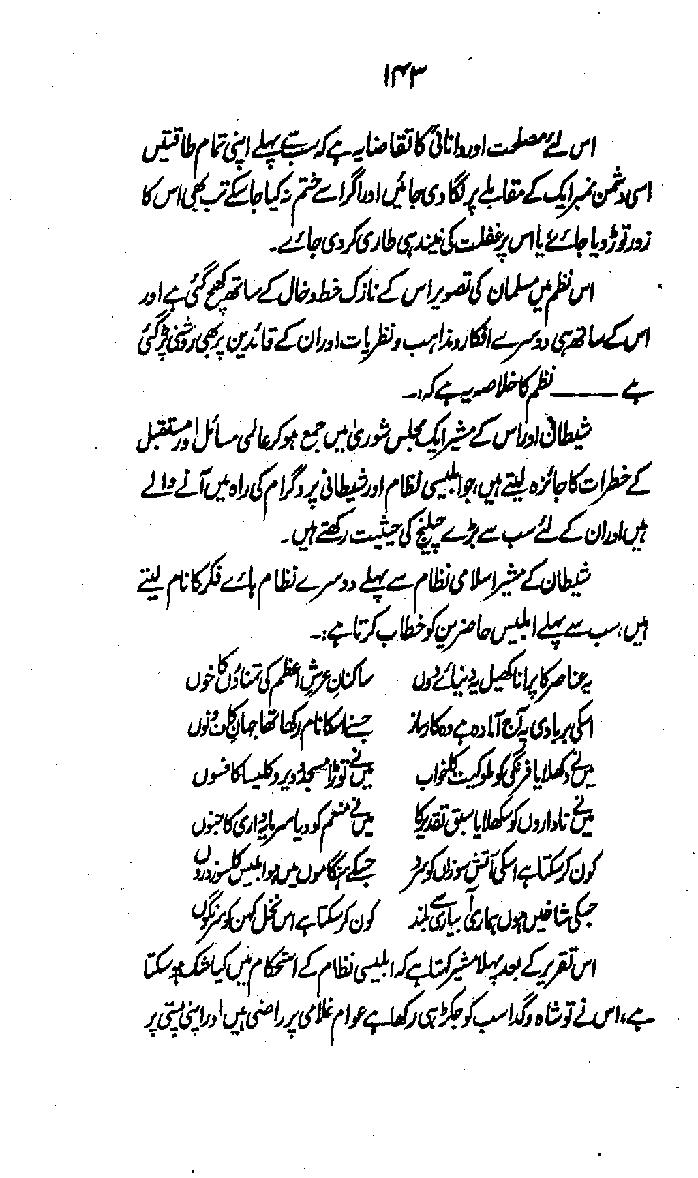 ۱۴۳
اس لئے مصلحت اور دانائی کا تقاضا یہ ہے کہ سب سے پہلے اپنی تمام طاقتیں
اسی دشمن نمبر ایک کے مقابلے پر لگا دی جائیں اور اگر اسے ختم نہ کیا جا سکے تب بھی اس کا
زور توڑ دیا جائے یا اس پر غفلت کی نیند ہی طاری کر دی جائے۔
اس نظم میں مسلمان کی تصویر اس کے نازک خط و خال کے ساتھ کھنچ گئی ہے اور
اس کے ساتھ ہی دوسرے افکار و مذاہب و نظریات اور ان کے قائدین پر بھی روشنی پڑ گئی
ہے ——— نظم کا خلاصہ یہ ہے کہ:۔
شیطان اور اس کے مشیر ایک مجلس شوریٰ میں جمع ہو کر عالمی مسائل اور مستقبل
کے خطرات کا جائزہ لیتے ہیں، جو ابلیسی نظام اور شیطانی پروگرام کی راہ میں آنے والے
ہیں اور ان کے لئے سب سے بڑے چیلنج کی حیثیت رکھتے ہیں۔
شیطان کے مشیر اسلامی نظام سے پہلے دوسرے نظام ہائے فکر کا نام لیتے
ہیں، سب سے پہلے ابلیس حاضرین کو خطاب کرتا ہے:۔
یہ عناصر کا پرانا کھیل یہ دنیائے دوں ساکنانِ عرشِ اعظم کی تمناؤں کا خوں
اسکی بربادی پہ آج آمادہ ہے وہ کارساز جسنے اسکا نام رکھا تھا جہانِ کاف و نوں
میں نے دکھلایا فرنگی کو ملوکیت کا خواب میں نے توڑا مسجد و دیر و کلیسا کا فسوں
میں نے ناداروں کو سکھلایا سبق تقدیر کا میں نے منعم کو دیا سرمایہ داری کا جنوں
کون کر سکتا ہے اسکی آتش سوزاں کو سرد جسکے ہنگاموں میں ہو ابلیس کا سوز دروں
جسکی شاخیں ہوں ہماری آبیاری سے بلند کون کر سکتا ہے اس نخل کہن کو سرنگوں
اس تقریر کے بعد پہلا مشیر کہتا ہے کہ ابلیسی نظام کے استحکام میں کیا شک ہو سکتا
ہے، اس نے تو شاہ و گدا سب کو جکڑ ہی رکھا ہے عوام غلامی پر راضی ہیں اور اپنی پستی پر